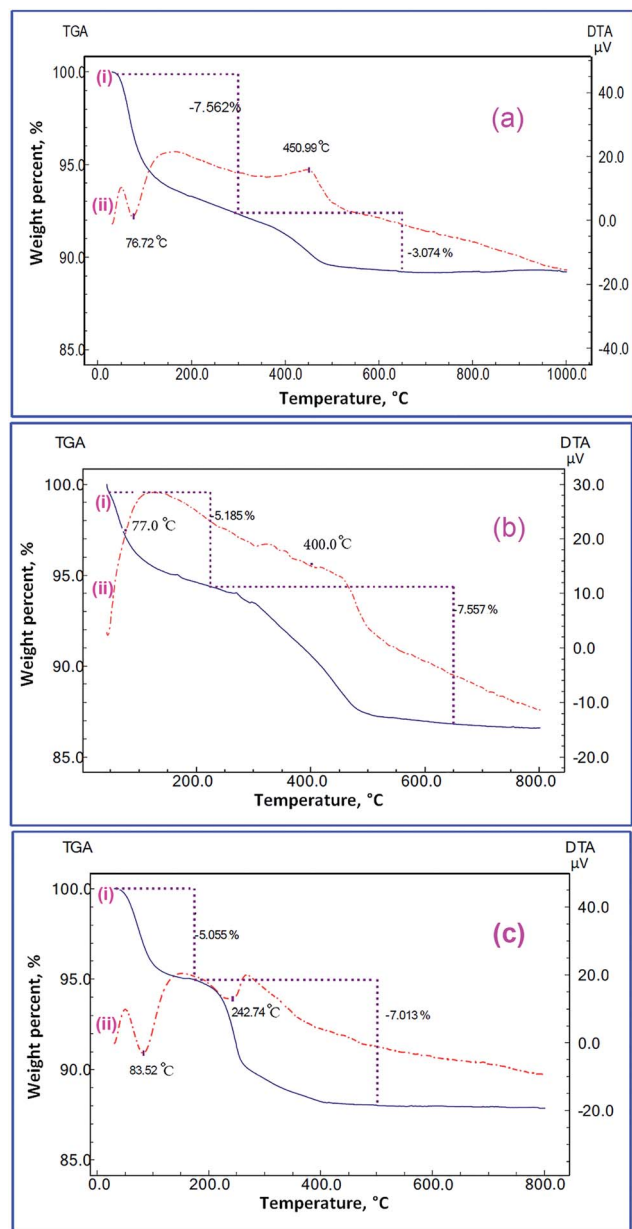 TGA
DTA
μV
(i)
100.0
-7.562%
450.99℃
(a)
40.0
95.0
20.0
(ii)
76.72℃
0.0
90.0
-3.074 %
-20.0
85.0
-40.0
Weight percent, %
0.0 200.0 400.0 600.0 800.0 1000.0
Temperature, °C
TGA
DTA
μV
100.0
30.0
(i)
77.0 ℃
-5.185%
(b)
20.0
95.0
400.0℃
10.0
(ii)
-7.557%
0.0
90.0
-10.0
85.0
-20.0
Weight percent, %
200.0 400.0 600.0 800.0
Temperature, °C
TGA
DTA
μV
(i)
100.0
40.0
-5.055 %
(c)
95.0
20.0
(ii)
242.74℃
-7.013 %
83.52℃
0.0
90.0
-20.0
85.0
Weight percent, %
0.0 200.0 400.0 600.0 800.0
Temperature, °C